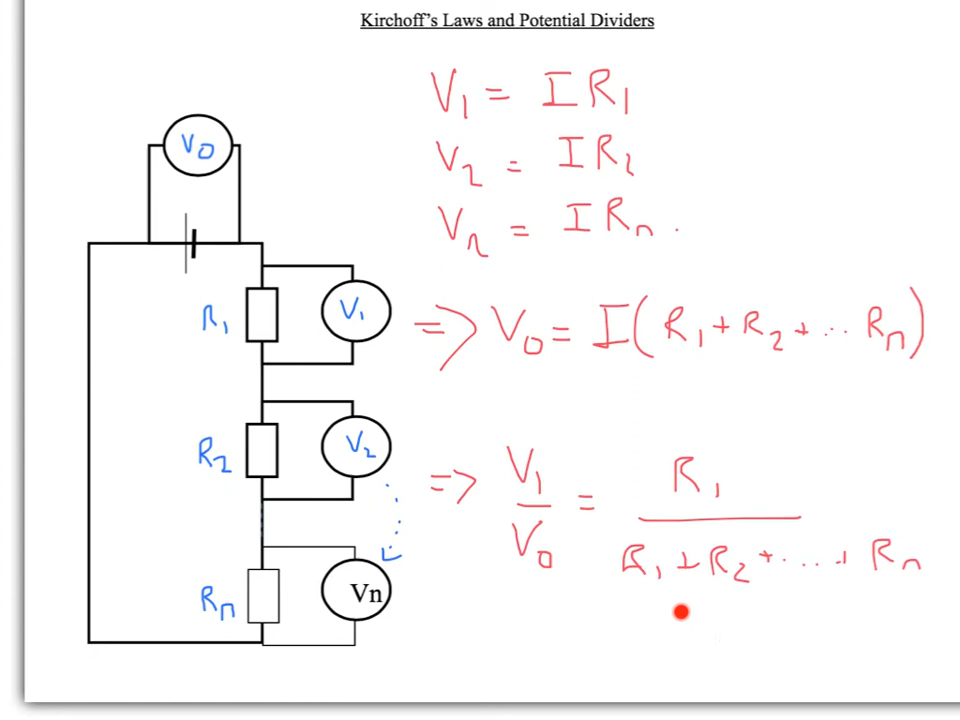 Kirchoff's Laws and Potential Dividers
V₁ = IR₁
V₂ = IR₂
Vₙ = IRₙ.
V₀
R₁
V₁
=> V₀ = I(R₁ + R₂ + ... Rₙ)
R₂
V₂
=> V₁/V₀ = R₁/(R₁ + R₂ + .... + Rₙ)
Rₙ
Vn